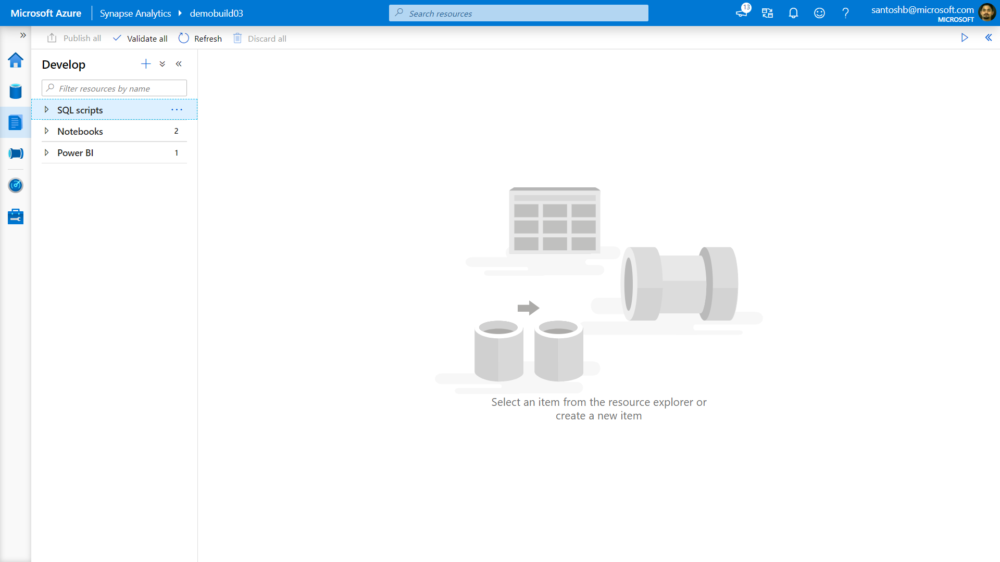 Microsoft Azure
Synapse Analytics
demobuild03
Search resources
13
santoshb@microsoft.com
MICROSOFT
Publish all
Validate all
Refresh
Discard all
Develop
Filter resources by name
SQL scripts
Notebooks 2
Power BI 1
Select an item from the resource explorer or
create a new item